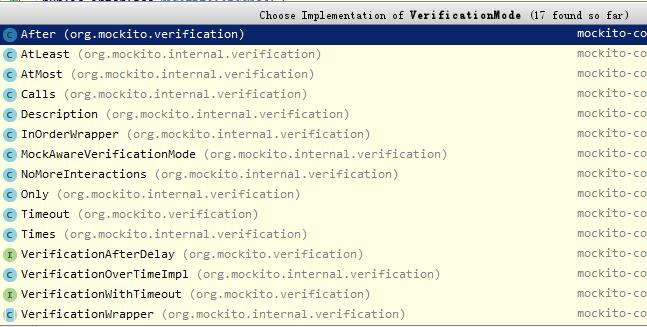 Choose Implementation of VerificationMode (17 found so far)
C After (org.mockito.verification) mockito-co
C AtLeast (org.mockito.internal.verification) mockito-co
C AtMost (org.mockito.internal.verification) mockito-co
C Calls (org.mockito.internal.verification) mockito-co
C Description (org.mockito.internal.verification) mockito-co
C InOrderWrapper (org.mockito.internal.verification) mockito-co
C MockAwareVerificationMode (org.mockito.internal.verification) mockito-co
C NoMoreInteractions (org.mockito.internal.verification) mockito-co
C Only (org.mockito.internal.verification) mockito-co
C Timeout (org.mockito.verification) mockito-co
C Times (org.mockito.internal.verification) mockito-co
I VerificationAfterDelay (org.mockito.verification) mockito-co
C VerificationOverTimeImpl (org.mockito.internal.verification) mockito-co
I VerificationWithTimeout (org.mockito.verification) mockito-co
C VerificationWrapper (org.mockito.internal.verification) mockito-co